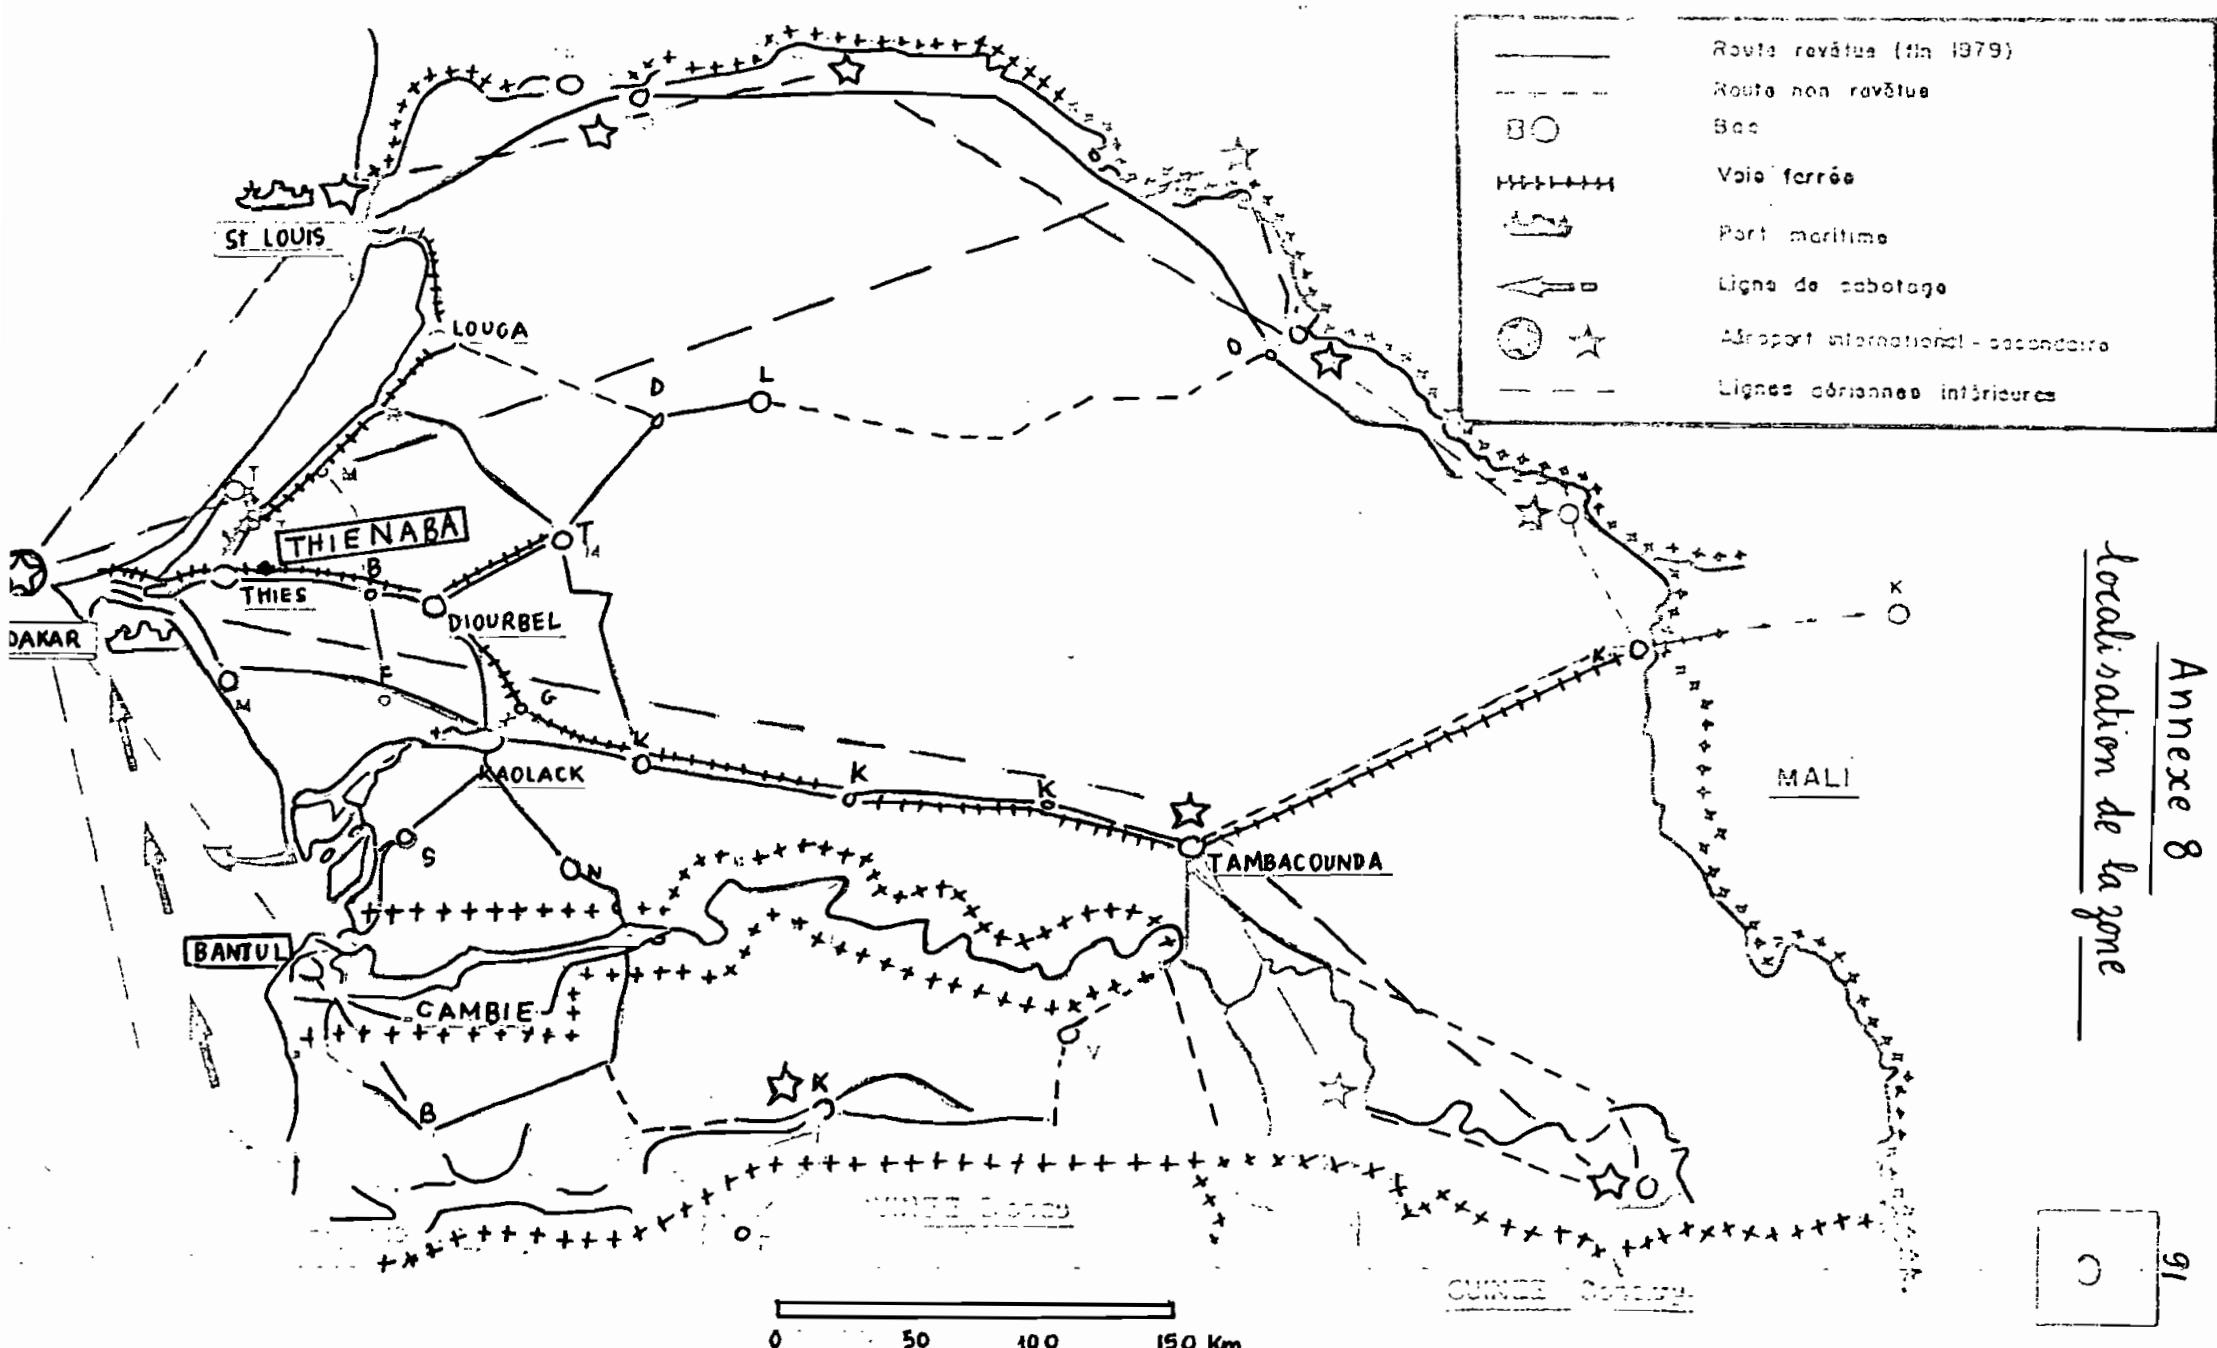 Route revêtue (fin 1979)
Route non revêtue
B
Bac
Voie ferrée
Port maritime
Ligne de cabotage
Aéroport international - secondaire
Lignes aériennes intérieures
St LOUIS
LOUGA
D
L
O
T
M
THIENABA
T
B
THIES
DIOURBEL
DAKAR
M
F
G
K
KAOLACK
K
K
K
K
MALI
S
N
TAMBACOUNDA
BANTUL
GAMBIE
V
K
B
GUINEE
0 50 100 150 Km
Annexe 8
localisation de la zone
91